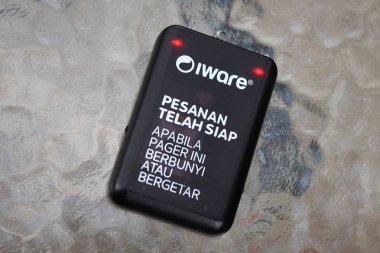 iware®
PESANAN
TELAH SIAP
APABILA
PAGER INI
BERBUNYI
ATAU
BERGETAR